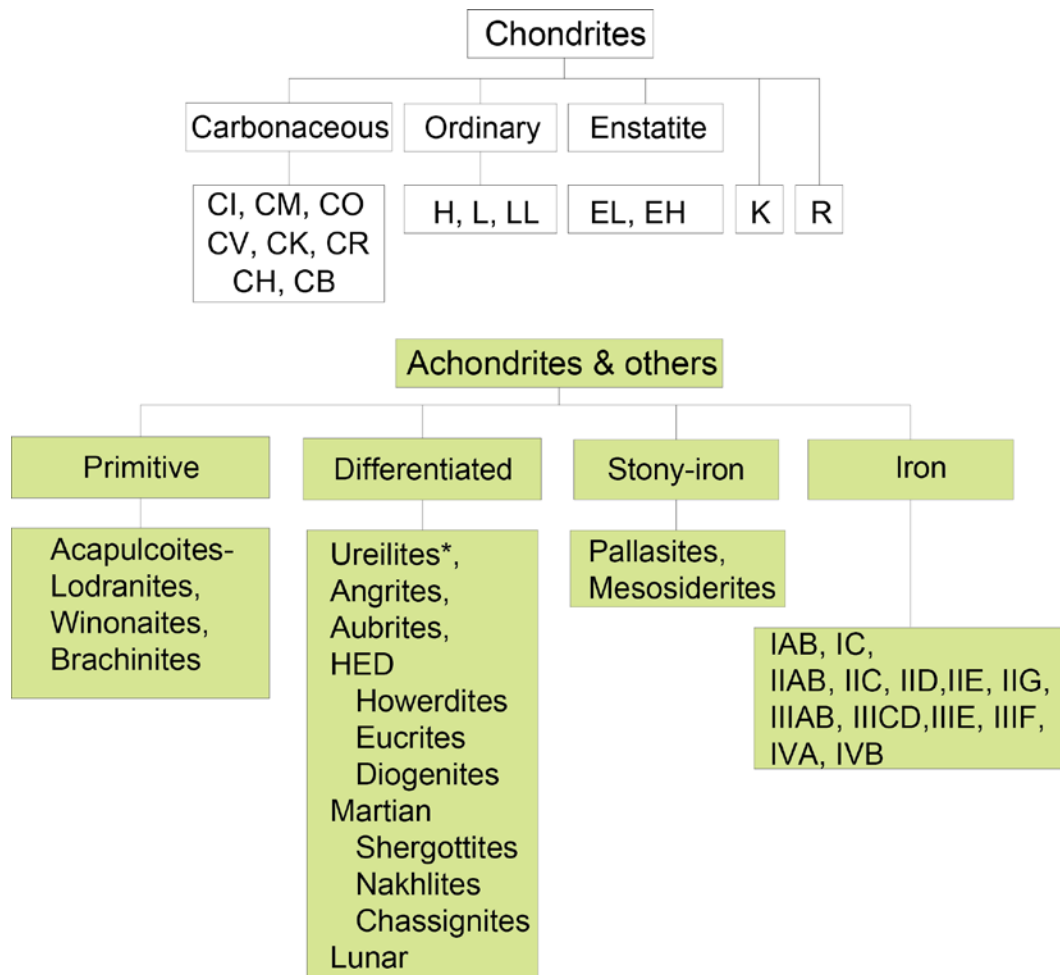 Chondrites
Carbonaceous
Ordinary
Enstatite
CI, CM, CO
CV, CK, CR
CH, CB
H, L, LL
EL, EH
K
R
Achondrites & others
Primitive
Differentiated
Stony-iron
Iron
Acapulcoites-
Lodranites,
Winonaites,
Brachinites
Ureilites*,
Angrites,
Aubrites,
HED
Howerdites
Eucrites
Diogenites
Martian
Shergottites
Nakhlites
Chassignites
Lunar
Pallasites,
Mesosiderites
IAB, IC,
IIAB, IIC, IID,IIE, IIG,
IIIAB, IIICD,IIIE, IIIF,
IVA, IVB